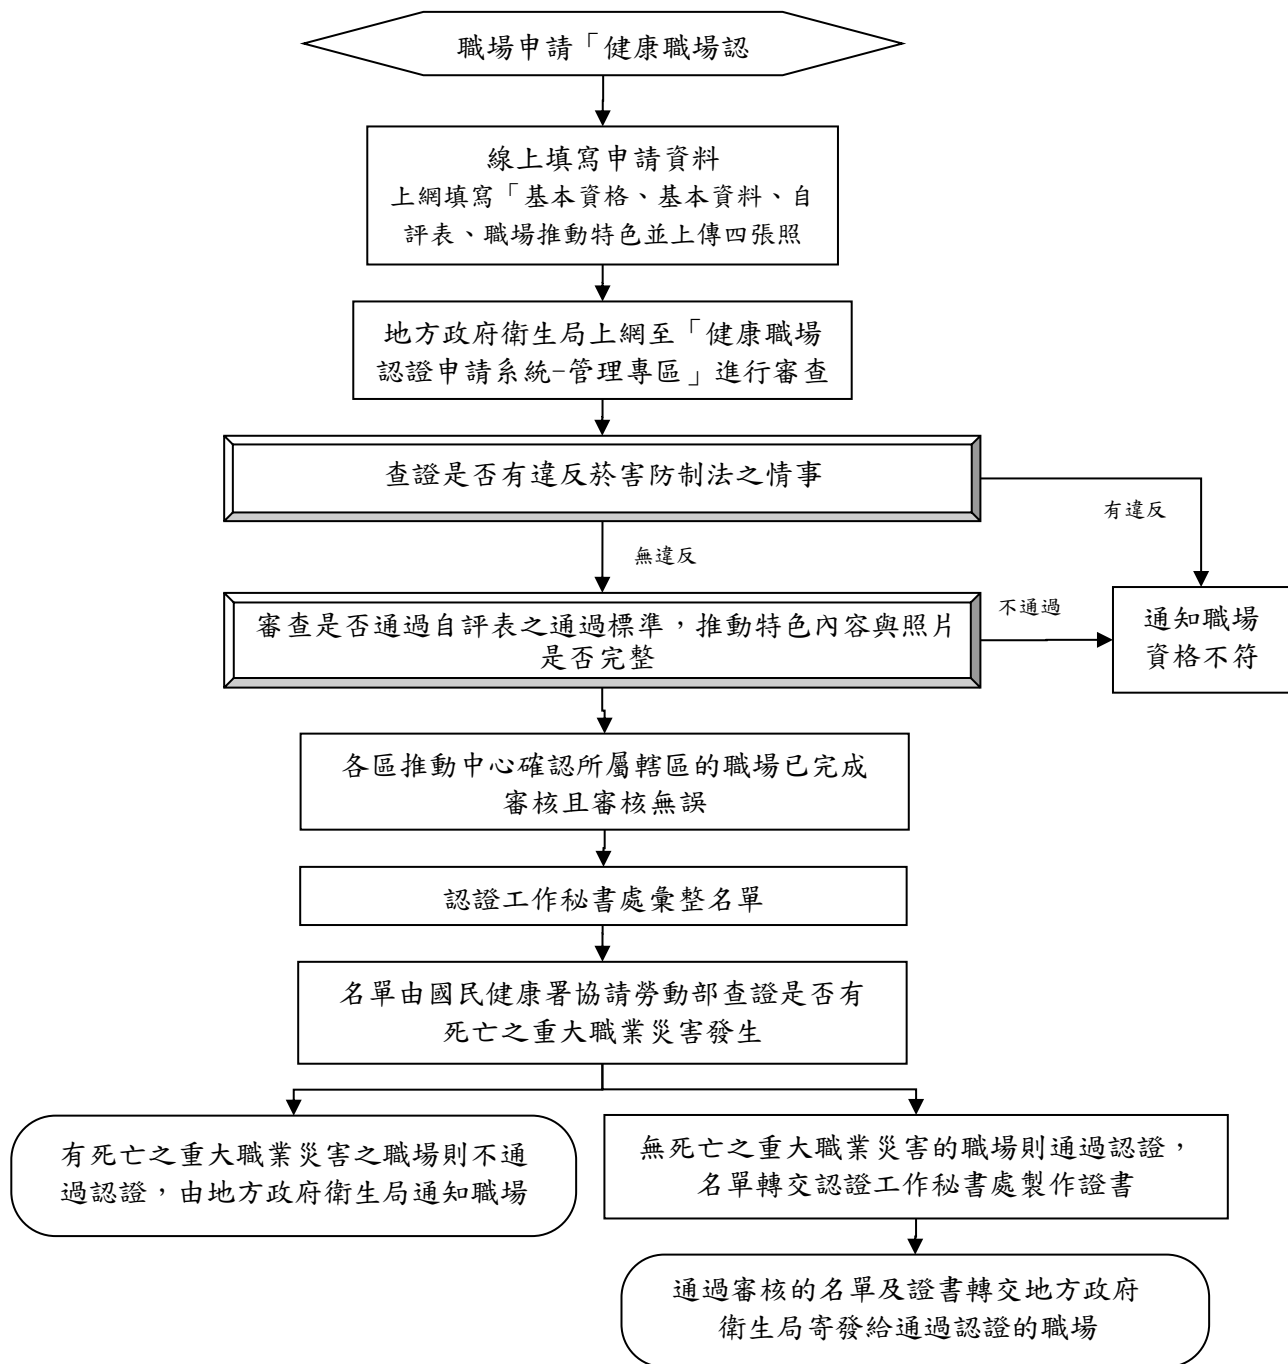 職場申請「健康職場認
線上填寫申請資料
上網填寫「基本資格、基本資料、自
評表、職場推動特色並上傳四張照
地方政府衛生局上網至「健康職場
認證申請系統-管理專區」進行審查
查證是否有違反菸害防制法之情事
有違反
無違反
審查是否通過自評表之通過標準，推動特色內容與照片
是否完整
不通過
通知職場
資格不符
各區推動中心確認所屬轄區的職場已完成
審核且審核無誤
認證工作秘書處彙整名單
名單由國民健康署協請勞動部查證是否有
死亡之重大職業災害發生
有死亡之重大職業災害之職場則不通
過認證，由地方政府衛生局通知職場
無死亡之重大職業災害的職場則通過認證，
名單轉交認證工作秘書處製作證書
通過審核的名單及證書轉交地方政府
衛生局寄發給通過認證的職場